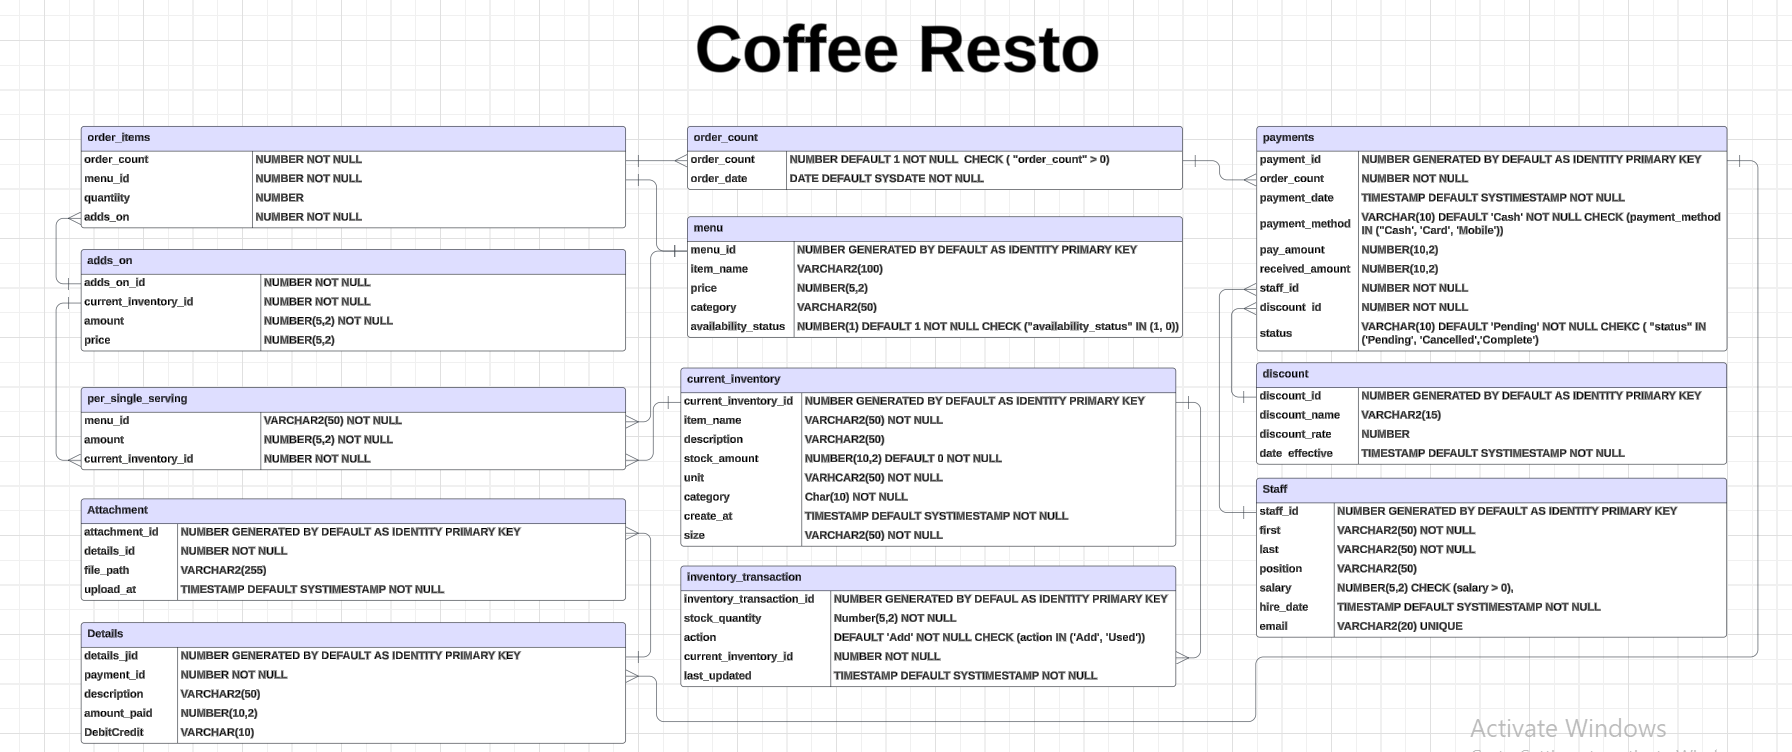 Coffee Resto
order_items
order_count NUMBER NOT NULL
menu_id NUMBER NOT NULL
quantiity NUMBER
adds_on NUMBER NOT NULL
adds_on
adds_on_id NUMBER NOT NULL
current_inventory_id NUMBER NOT NULL
amount NUMBER(5,2) NOT NULL
price NUMBER(5,2)
per_single_serving
menu_id VARCHAR2(50) NOT NULL
amount NUMBER(5,2) NOT NULL
current_inventory_id NUMBER NOT NULL
Attachment
attachment_id NUMBER GENERATED BY DEFAULT AS IDENTITY PRIMARY KEY
details_id NUMBER NOT NULL
file_path VARCHAR2(255)
upload_at TIMESTAMP DEFAULT SYSTIMESTAMP NOT NULL
Details
details_jid NUMBER GENERATED BY DEFAULT AS IDENTITY PRIMARY KEY
payment_id NUMBER NOT NULL
description VARCHAR2(50)
amount_paid NUMBER(10,2)
DebitCredit VARCHAR(10)
order_count
order_count NUMBER DEFAULT 1 NOT NULL CHECK ( "order_count" > 0)
order_date DATE DEFAULT SYSDATE NOT NULL
menu
menu_id NUMBER GENERATED BY DEFAULT AS IDENTITY PRIMARY KEY
item_name VARCHAR2(100)
price NUMBER(5,2)
category VARCHAR2(50)
availability_status NUMBER(1) DEFAULT 1 NOT NULL CHECK ("availability_status" IN (1, 0))
current_inventory
current_inventory_id NUMBER GENERATED BY DEFAULT AS IDENTITY PRIMARY KEY
item_name VARCHAR2(50) NOT NULL
description VARCHAR2(50)
stock_amount NUMBER(10,2) DEFAULT 0 NOT NULL
unit VARHCAR2(50) NOT NULL
category Char(10) NOT NULL
create_at TIMESTAMP DEFAULT SYSTIMESTAMP NOT NULL
size VARCHAR2(50) NOT NULL
inventory_transaction
inventory_transaction_id NUMBER GENERATED BY DEFAUL AS IDENTITY PRIMARY KEY
stock_quantity Number(5,2) NOT NULL
action DEFAULT 'Add' NOT NULL CHECK (action IN ('Add', 'Used'))
current_inventory_id NUMBER NOT NULL
last_updated TIMESTAMP DEFAULT SYSTIMESTAMP NOT NULL
payments
payment_id NUMBER GENERATED BY DEFAULT AS IDENTITY PRIMARY KEY
order_count NUMBER NOT NULL
payment_date TIMESTAMP DEFAULT SYSTIMESTAMP NOT NULL
payment_method VARCHAR(10) DEFAULT 'Cash' NOT NULL CHECK (payment_method
IN ("Cash', 'Card', 'Mobile'))
pay_amount NUMBER(10,2)
received_amount NUMBER(10,2)
staff_id NUMBER NOT NULL
discount_id NUMBER NOT NULL
status VARCHAR(10) DEFAULT 'Pending' NOT NULL CHEKC ( "status" IN
('Pending', 'Cancelled','Complete')
discount
discount_id NUMBER GENERATED BY DEFAULT AS IDENTITY PRIMARY KEY
discount_name VARCHAR2(15)
discount_rate NUMBER
date_effective TIMESTAMP DEFAULT SYSTIMESTAMP NOT NULL
Staff
staff_id NUMBER GENERATED BY DEFAULT AS IDENTITY PRIMARY KEY
first VARCHAR2(50) NOT NULL
last VARCHAR2(50) NOT NULL
position VARCHAR2(50)
salary NUMBER(5,2) CHECK (salary > 0),
hire_date TIMESTAMP DEFAULT SYSTIMESTAMP NOT NULL
email VARCHAR2(20) UNIQUE
Activate Windows